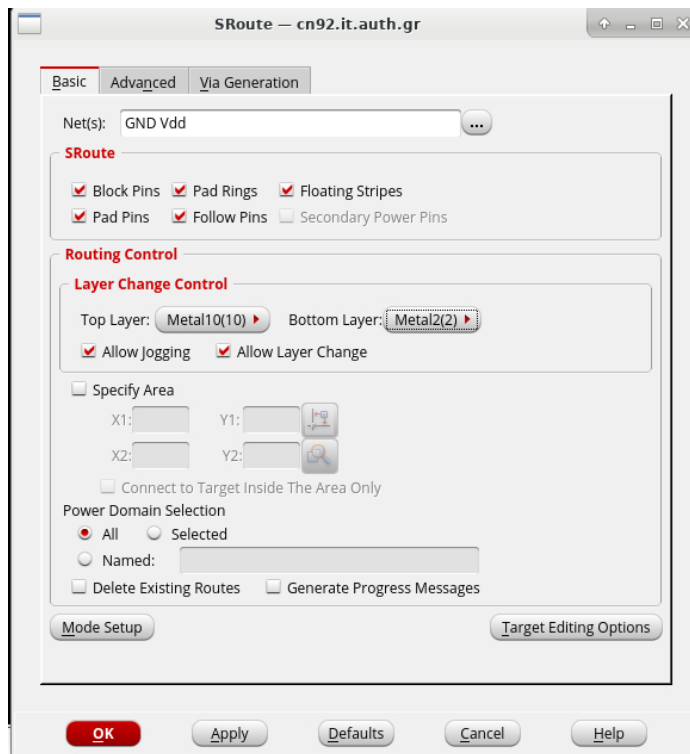 SRoute — cn92.it.auth.gr
Basic Advanced Via Generation
Net(s): GND Vdd ...
SRoute
Block Pins Pad Rings Floating Stripes
Pad Pins Follow Pins Secondary Power Pins
Routing Control
Layer Change Control
Top Layer: Metal10(10) Bottom Layer: Metal2(2)
Allow Jogging Allow Layer Change
Specify Area
X1: Y1:
X2: Y2:
Connect to Target Inside The Area Only
Power Domain Selection
All Selected
Named:
Delete Existing Routes Generate Progress Messages
Mode Setup Target Editing Options
OK Apply Defaults Cancel Help